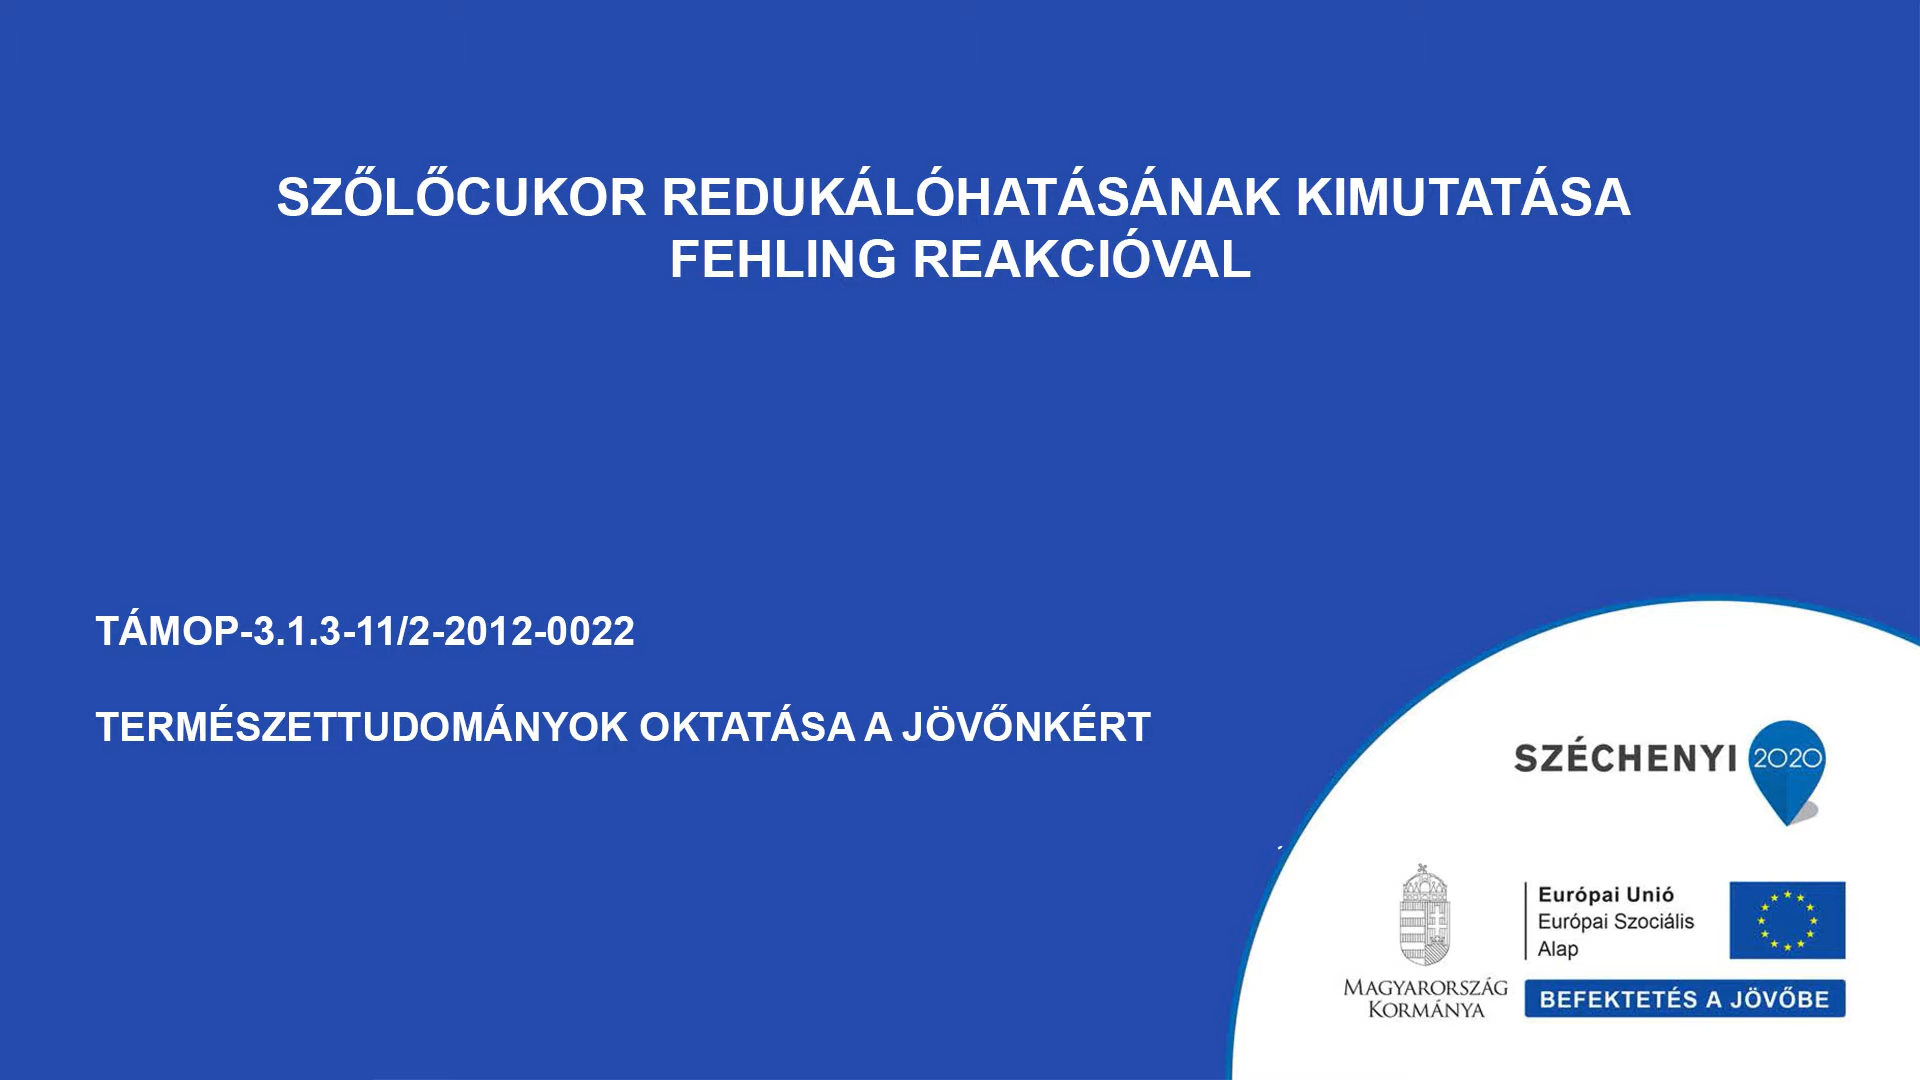 SZŐLŐCUKOR REDUKÁLÓHATÁSÁNAK KIMUTATÁSA
FEHLING REAKCIÓVAL
TÁMOP-3.1.3-11/2-2012-0022
TERMÉSZETTUDOMÁNYOK OKTATÁSA A JÖVŐNKÉRT
SZÉCHENYI 2020
Európai Unió
Európai Szociális
Alap
MAGYARORSZÁG
KORMÁNYA
BEFEKTETÉS A JÖVŐBE